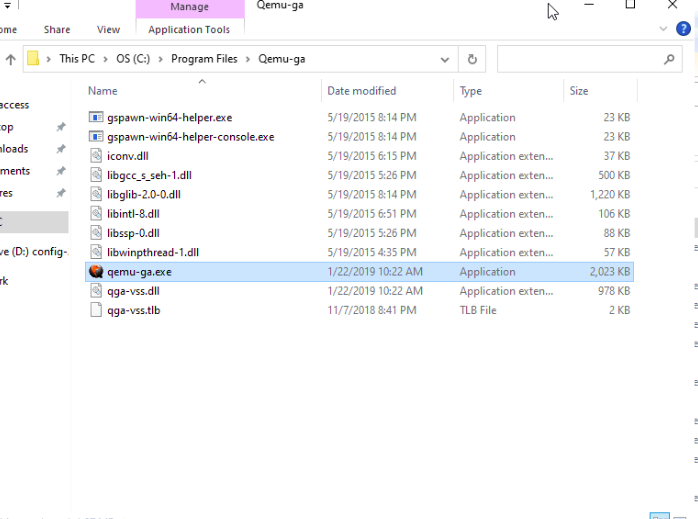 Manage
Qemu-ga
ome Share View Application Tools
This PC > OS (C:) > Program Files > Qemu-ga
access
top
nloads
ments
res
C
ve (D:) config-
rk
Name Date modified Type Size
gspawn-win64-helper.exe 5/19/2015 8:14 PM Application 23 KB
gspawn-win64-helper-console.exe 5/19/2015 8:14 PM Application 23 KB
iconv.dll 5/19/2015 6:15 PM Application exten... 37 KB
libgcc_s_seh-1.dll 5/19/2015 5:26 PM Application exten... 500 KB
libglib-2.0-0.dll 5/19/2015 8:14 PM Application exten... 1,220 KB
libintl-8.dll 5/19/2015 6:51 PM Application exten... 106 KB
libssp-0.dll 5/19/2015 5:26 PM Application exten... 88 KB
libwinpthread-1.dll 5/19/2015 4:35 PM Application exten... 57 KB
qemu-ga.exe 1/22/2019 10:22 AM Application 2,023 KB
qga-vss.dll 1/22/2019 10:22 AM Application exten... 978 KB
qga-vss.tlb 11/7/2018 8:41 PM TLB File 2 KB